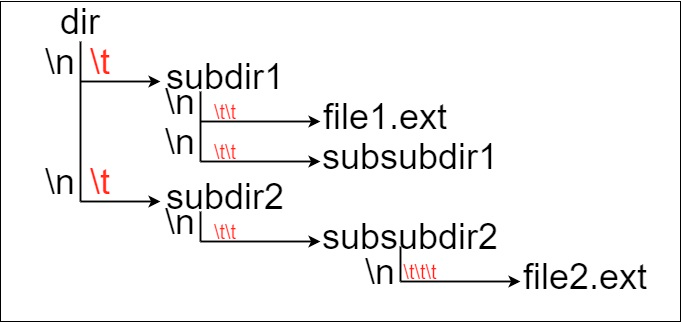 dir
\n \t subdir1
\n \t\t file1.ext
\n \t\t subsubdir1
\n \t subdir2
\n \t\t subsubdir2
\n \t\t\t file2.ext